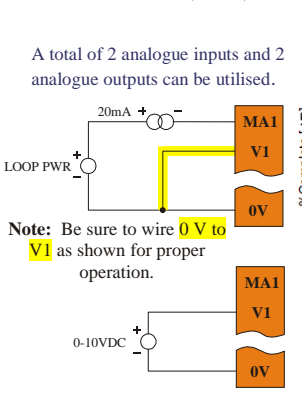 A total of 2 analogue inputs and 2
analogue outputs can be utilised.
20mA + -
MA1
V1
LOOP PWR
+
-
0V
Note: Be sure to wire 0 V to
V1 as shown for proper
operation.
MA1
V1
0-10VDC
+
-
0V